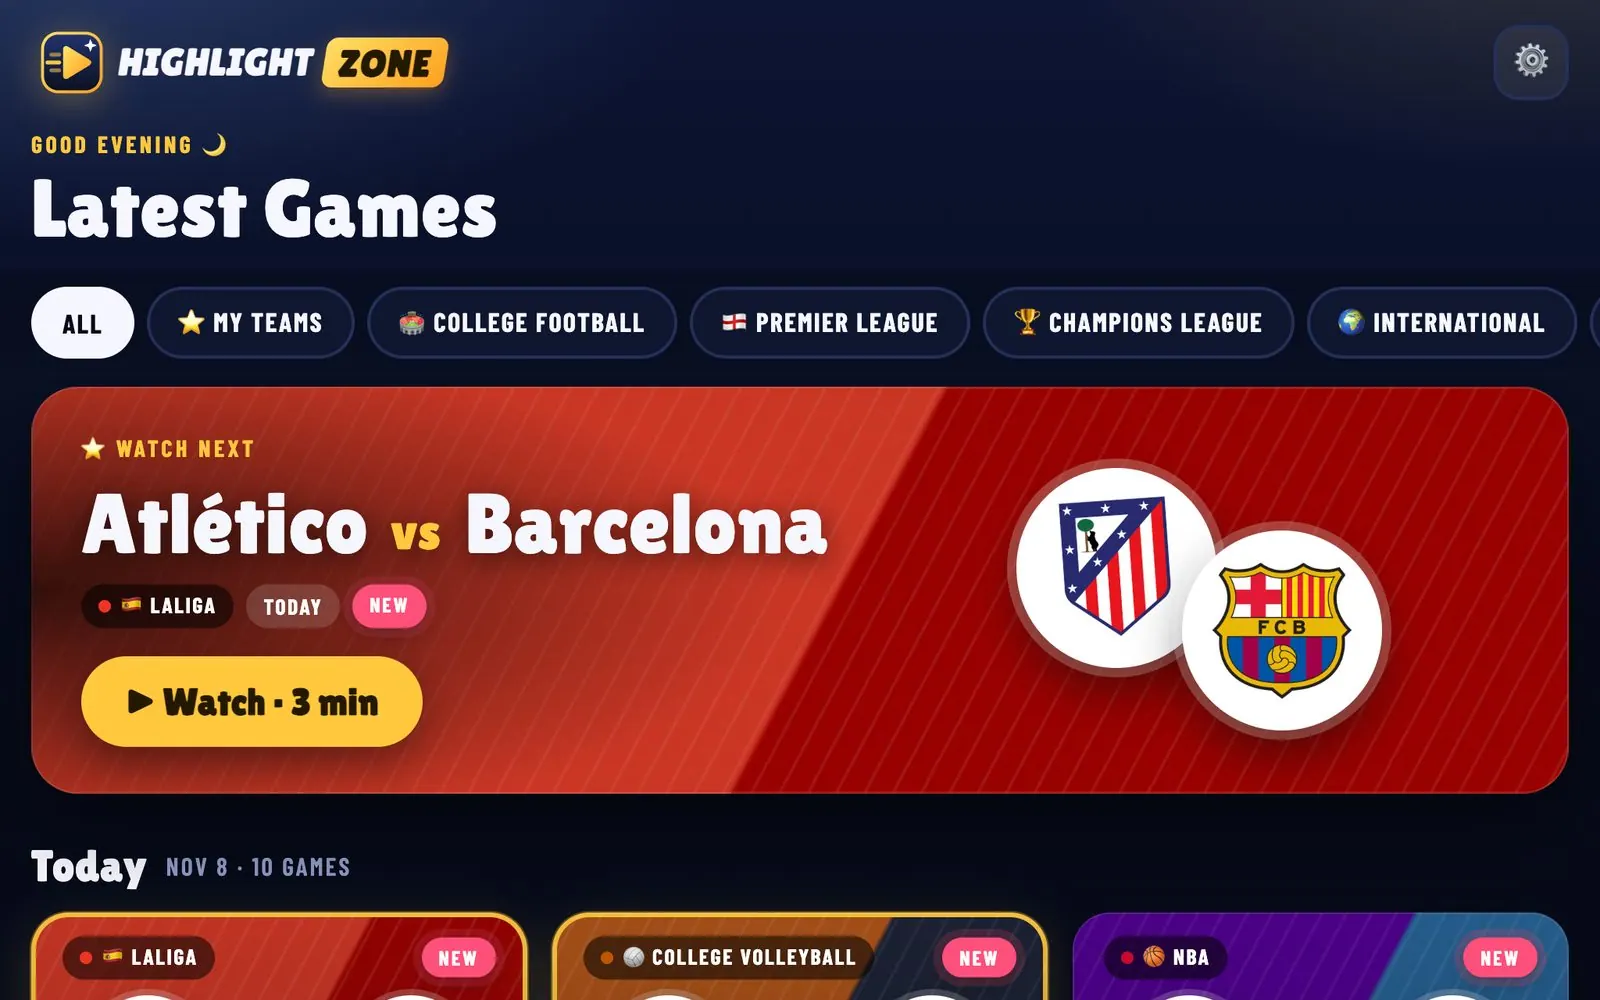 HIGHLIGHT ZONE
GOOD EVENING
Latest Games
ALL
MY TEAMS
COLLEGE FOOTBALL
PREMIER LEAGUE
CHAMPIONS LEAGUE
INTERNATIONAL
WATCH NEXT
Atlético vs Barcelona
LALIGA
TODAY
NEW
Watch · 3 min
FCB
Today
NOV 8 · 10 GAMES
LALIGA
NEW
COLLEGE VOLLEYBALL
NEW
NBA
NEW